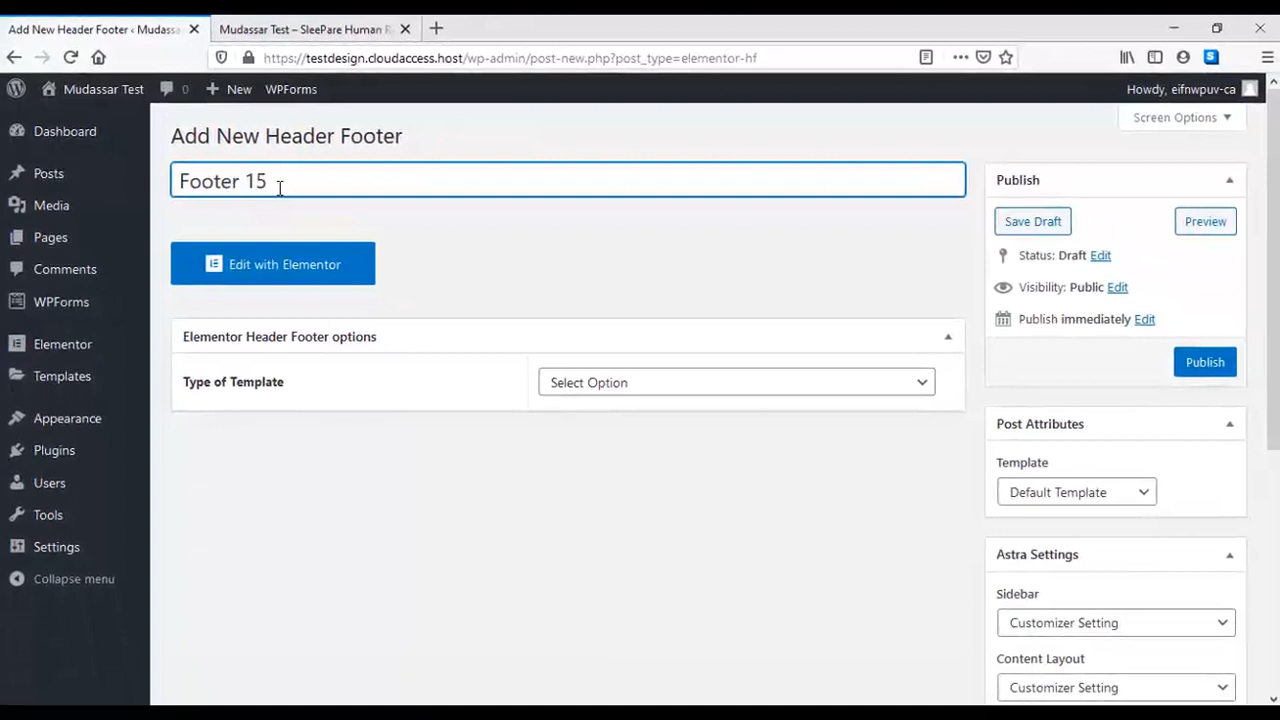 Add New Header Footer ‹ Mudassa
Mudassar Test – SleePare Human R
https://testdesign.cloudaccess.host/wp-admin/post-new.php?post_type=elementor-hf
Mudassar Test
0
New
WPForms
Howdy, eifnwpuv-ca
Screen Options
Dashboard
Posts
Media
Pages
Comments
WPForms
Elementor
Templates
Appearance
Plugins
Users
Tools
Settings
Collapse menu
Add New Header Footer
Footer 15
Edit with Elementor
Elementor Header Footer options
Type of Template
Select Option
Publish
Save Draft
Preview
Status: Draft Edit
Visibility: Public Edit
Publish immediately Edit
Publish
Post Attributes
Template
Default Template
Astra Settings
Sidebar
Customizer Setting
Content Layout
Customizer Setting